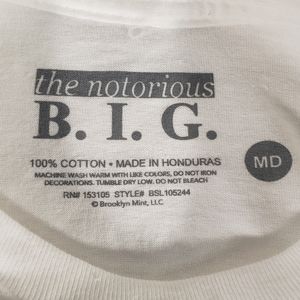 the notorious
B. I. G.
100% COTTON • MADE IN HONDURAS
MD
MACHINE WASH WARM WITH LIKE COLORS, DO NOT IRON
DECORATIONS. TUMBLE DRY LOW. DO NOT BLEACH
RN# 153105 STYLE# BSL105244
© Brooklyn Mint, LLC